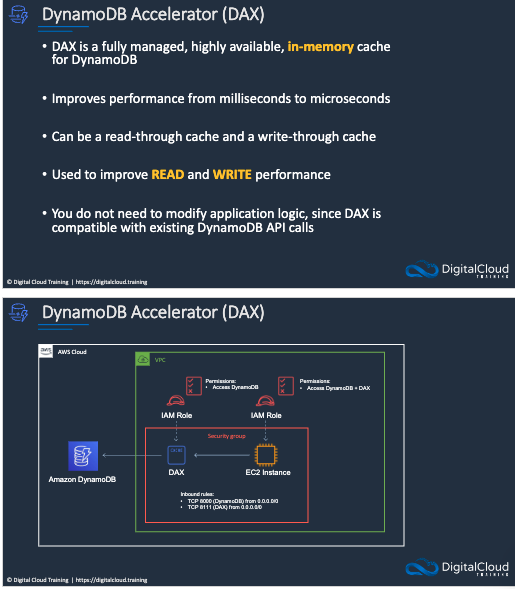 DynamoDB Accelerator (DAX)
• DAX is a fully managed, highly available, in-memory cache
for DynamoDB
• Improves performance from milliseconds to microseconds
• Can be a read-through cache and a write-through cache
• Used to improve READ and WRITE performance
• You do not need to modify application logic, since DAX is
compatible with existing DynamoDB API calls
© Digital Cloud Training | https://digitalcloud.training
DigitalCloud
TRAINING
DynamoDB Accelerator (DAX)
aws
AWS Cloud
VPC
Permissions:
• Access DynamoDB
Permissions:
• Access DynamoDB + DAX
IAM Role
IAM Role
Security group
Amazon DynamoDB
DAX
EC2 Instance
Inbound rules:
• TCP 8000 (DynamoDB) from 0.0.0.0/0
• TCP 8111 (DAX) from 0.0.0.0/0
© Digital Cloud Training | https://digitalcloud.training
DigitalCloud
TRAINING